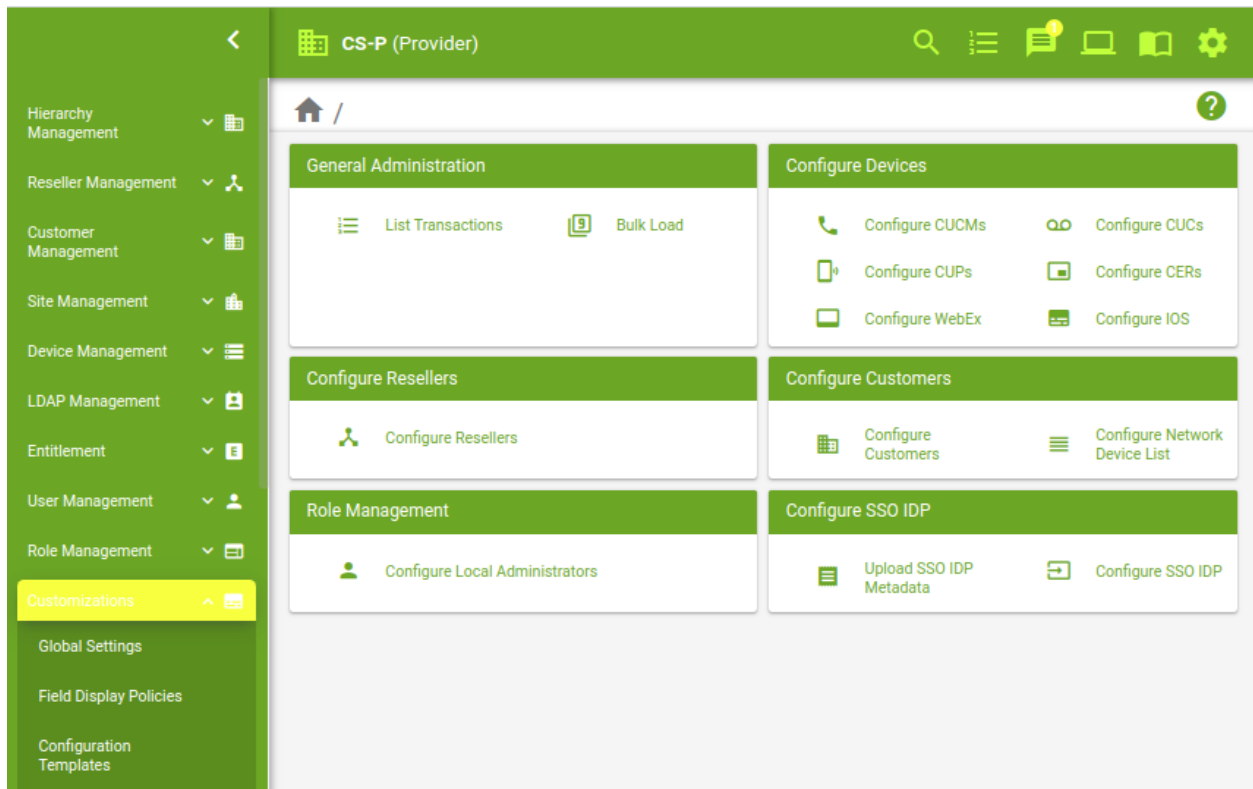 CS-P (Provider)
1
Hierarchy
Management
Reseller Management
Customer
Management
Site Management
Device Management
LDAP Management
Entitlement
E
User Management
Role Management
Customizations
Global Settings
Field Display Policies
Configuration
Templates
/
?
General Administration
List Transactions
9
Bulk Load
Configure Devices
Configure CUCMs
Configure CUCs
Configure CUPs
Configure CERs
Configure WebEx
Configure IOS
Configure Resellers
Configure Resellers
Configure Customers
Configure
Customers
Configure Network
Device List
Role Management
Configure Local Administrators
Configure SSO IDP
Upload SSO IDP
Metadata
Configure SSO IDP